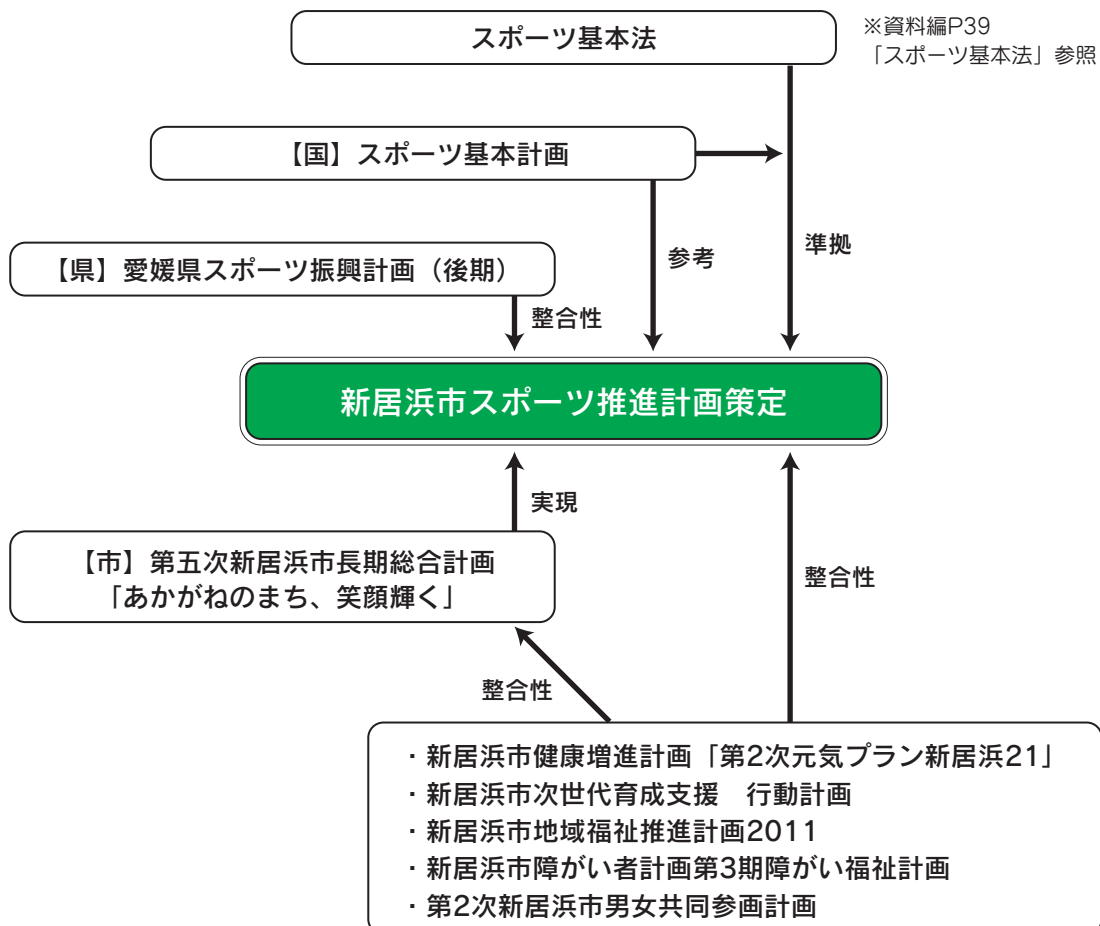 スポーツ基本法
※資料編P39
「スポーツ基本法」参照
【国】スポーツ基本計画
準拠
参考
【県】愛媛県スポーツ振興計画（後期）
整合性
新居浜市スポーツ推進計画策定
実現
【市】第五次新居浜市長期総合計画
「あかがねのまち、笑顔輝く」
整合性
整合性
・新居浜市健康増進計画「第2次元気プラン新居浜21」
・新居浜市次世代育成支援　行動計画
・新居浜市地域福祉推進計画2011
・新居浜市障がい者計画第3期障がい福祉計画
・第2次新居浜市男女共同参画計画